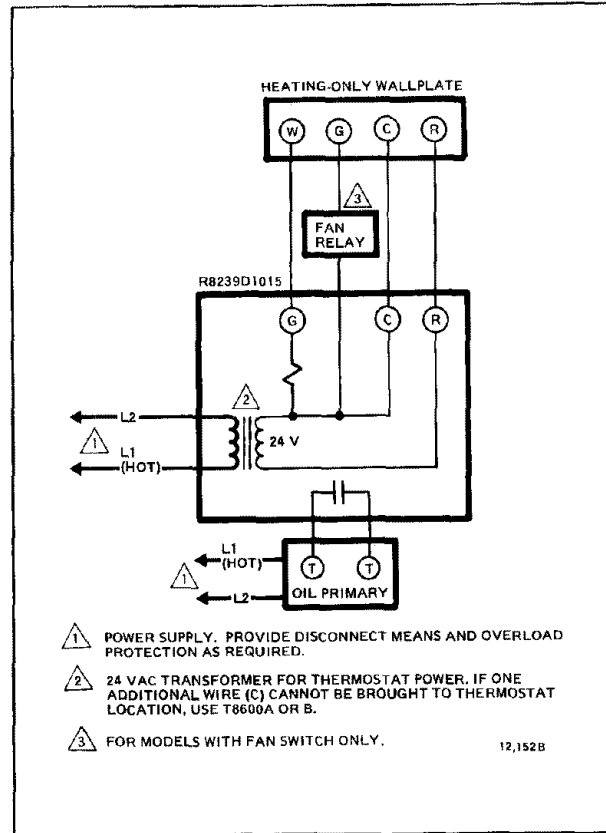 HEATING-ONLY WALLPLATE
W G C R
3
FAN
RELAY
R8239D1015
G C R
2
L2
24 V
1
L1
(HOT)
L1
(HOT)
T T
1
OIL PRIMARY
L2
1 POWER SUPPLY. PROVIDE DISCONNECT MEANS AND OVERLOAD
PROTECTION AS REQUIRED.
2 24 VAC TRANSFORMER FOR THERMOSTAT POWER. IF ONE
ADDITIONAL WIRE (C) CANNOT BE BROUGHT TO THERMOSTAT
LOCATION, USE T8600A OR B.
3 FOR MODELS WITH FAN SWITCH ONLY.
12,152B